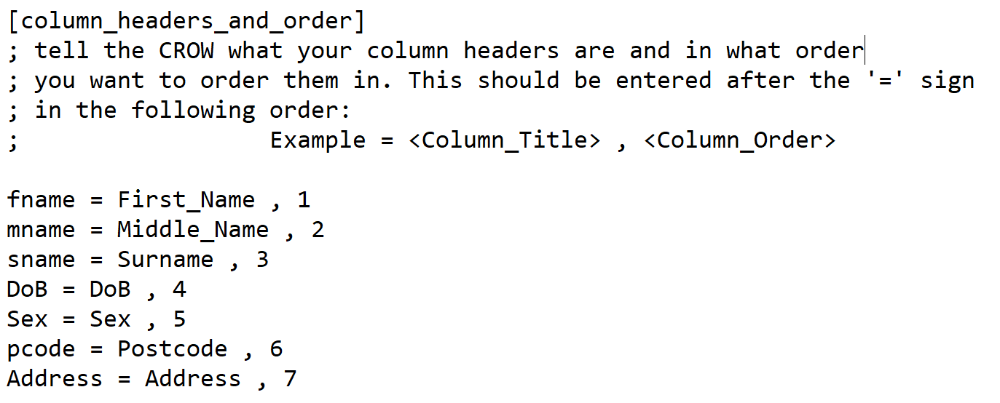 [column_headers_and_order]
; tell the CROW what your column headers are and in what order
; you want to order them in. This should be entered after the '=' sign
; in the following order:
;                   Example = <Column_Title> , <Column_Order>

fname = First_Name , 1
mname = Middle_Name , 2
sname = Surname , 3
DoB = DoB , 4
Sex = Sex , 5
pcode = Postcode , 6
Address = Address , 7